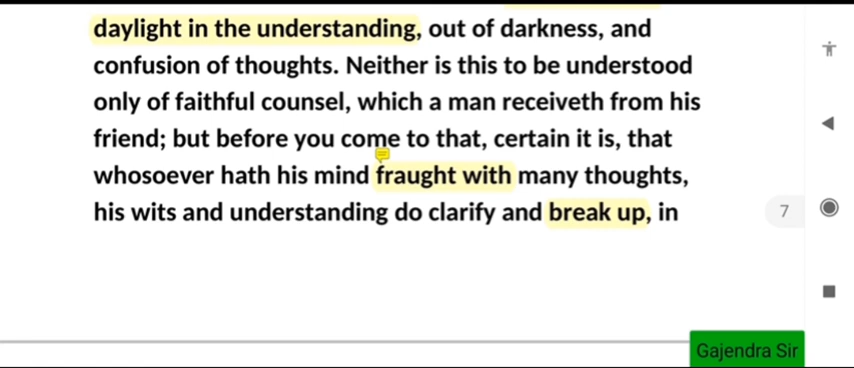 daylight in the understanding, out of darkness, and
confusion of thoughts. Neither is this to be understood
only of faithful counsel, which a man receiveth from his
friend; but before you come to that, certain it is, that
whosoever hath his mind fraught with many thoughts,
his wits and understanding do clarify and break up, in
7
Gajendra Sir